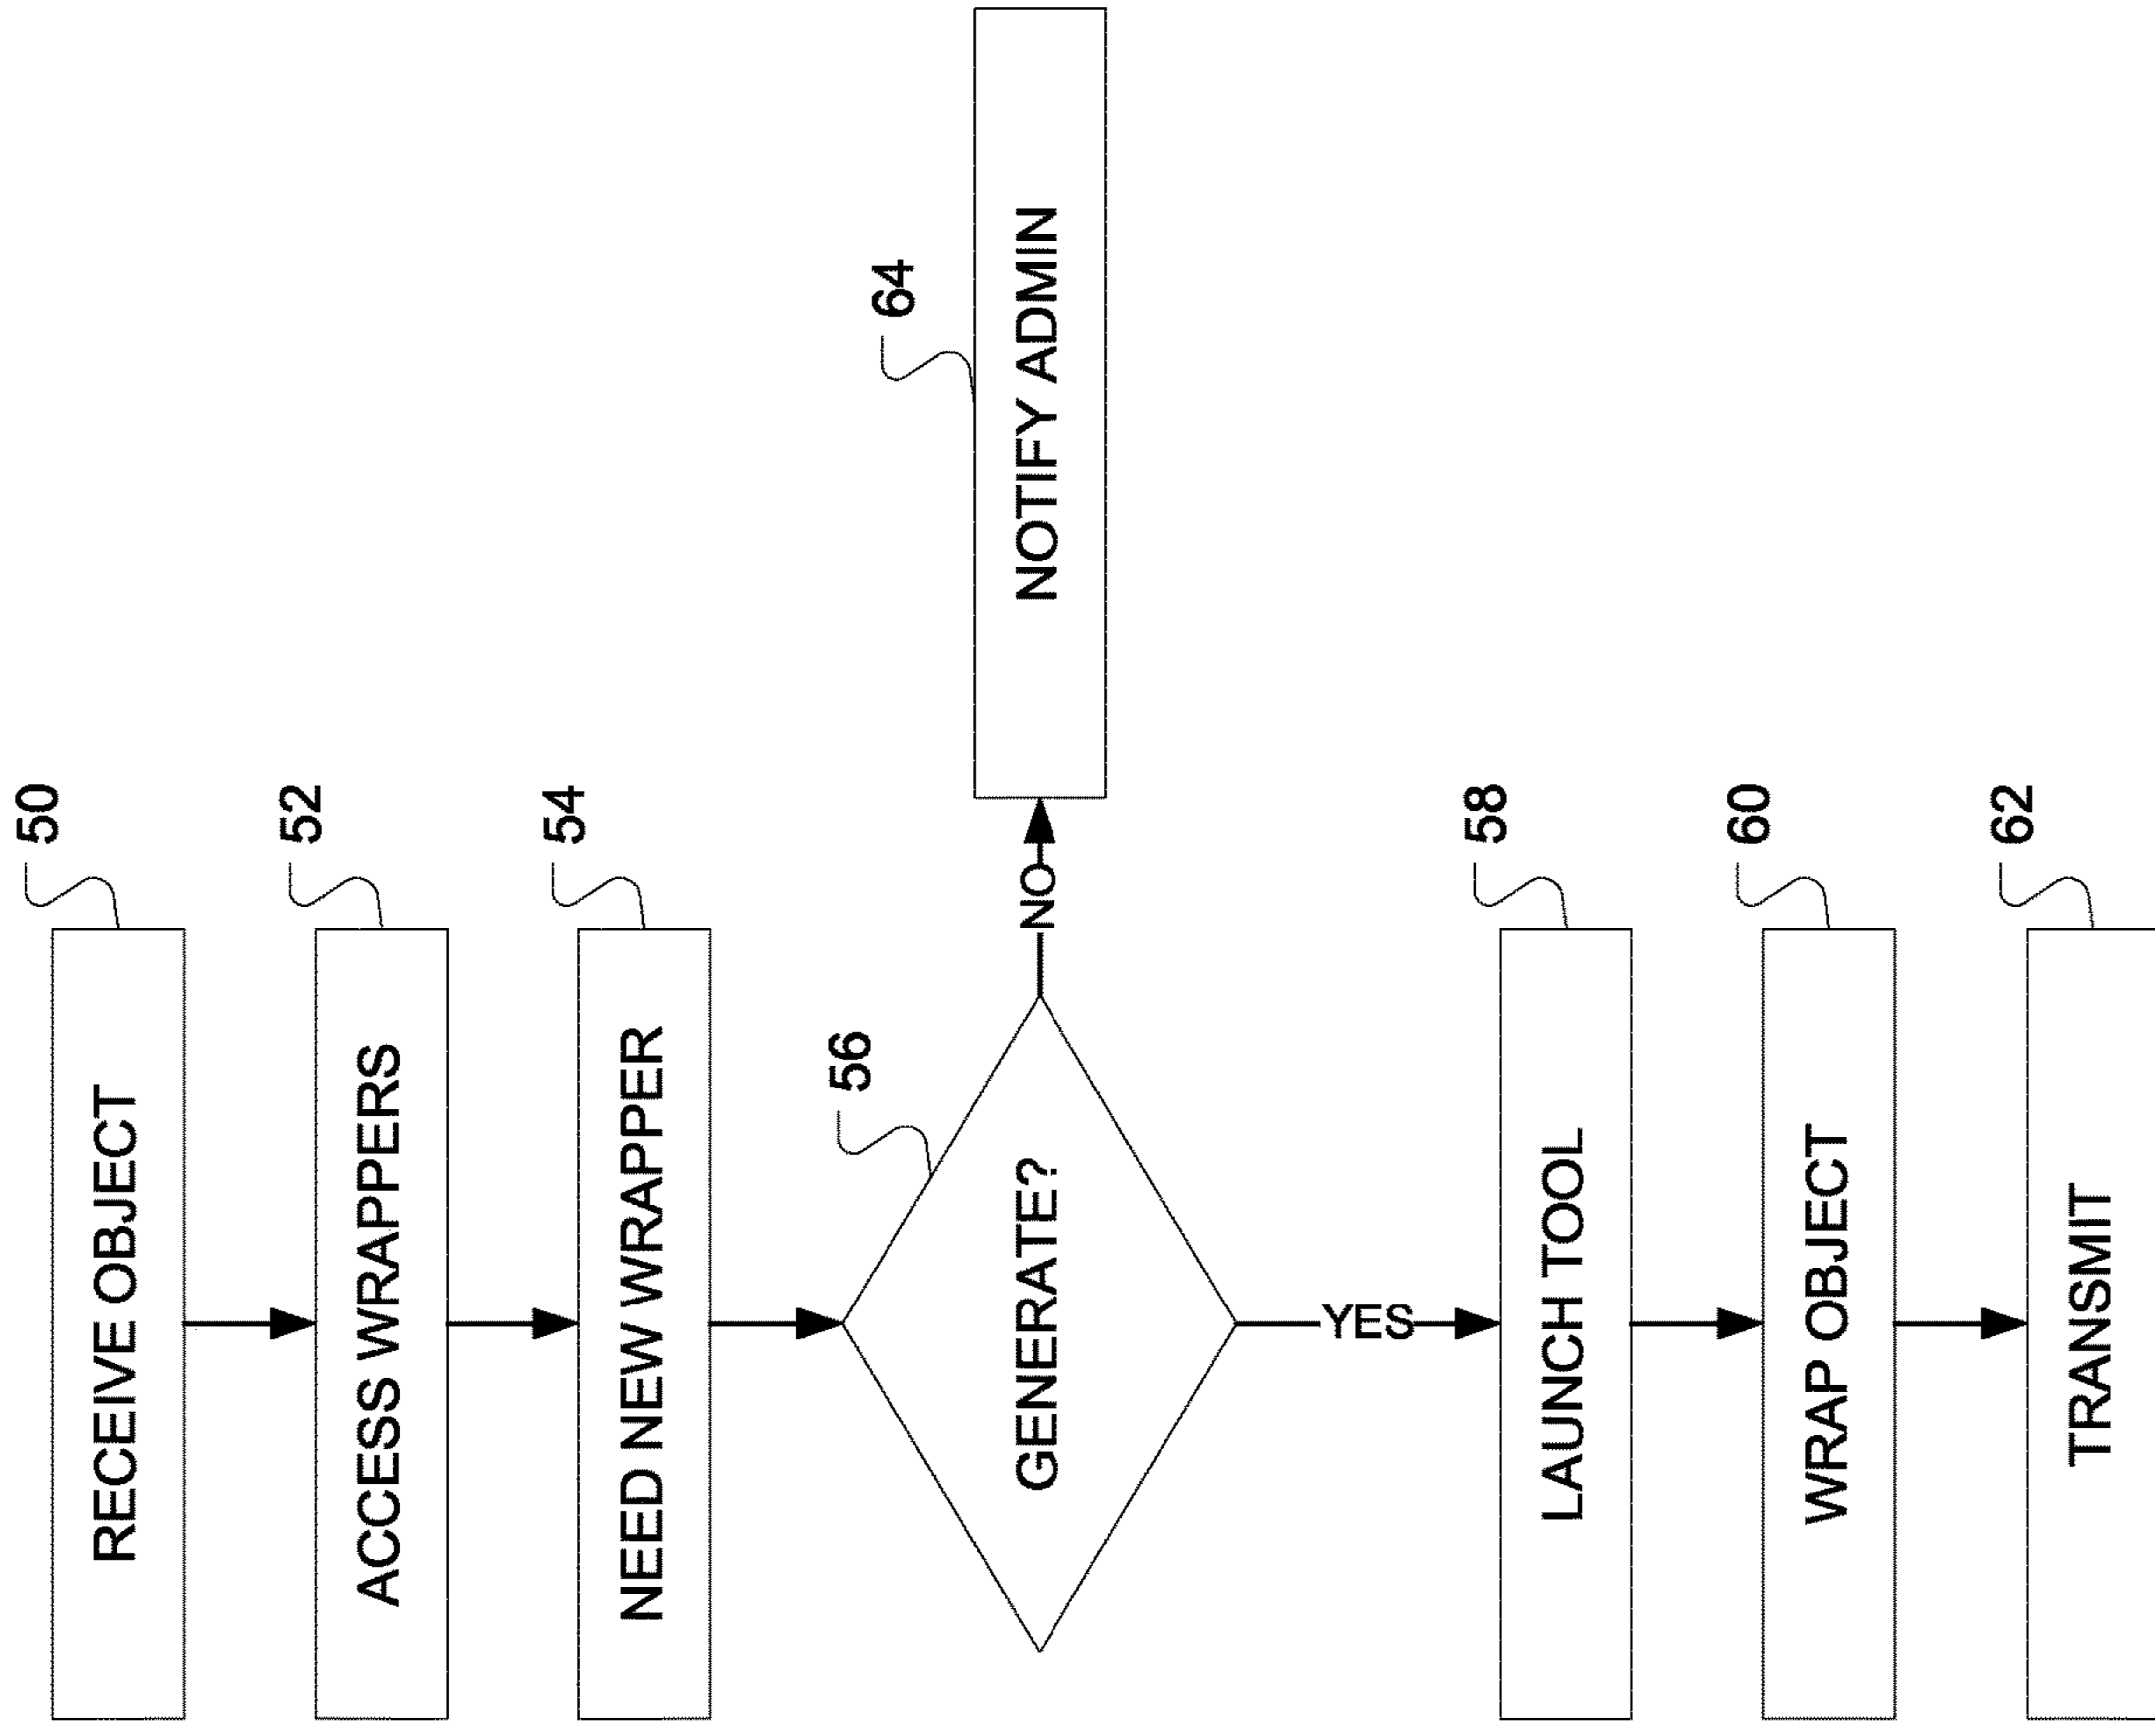 50
RECEIVE OBJECT
52
ACCESS WRAPPERS
54
NEED NEW WRAPPER
56
GENERATE?
NO
64
NOTIFY ADMIN
YES
58
LAUNCH TOOL
60
WRAP OBJECT
62
TRANSMIT